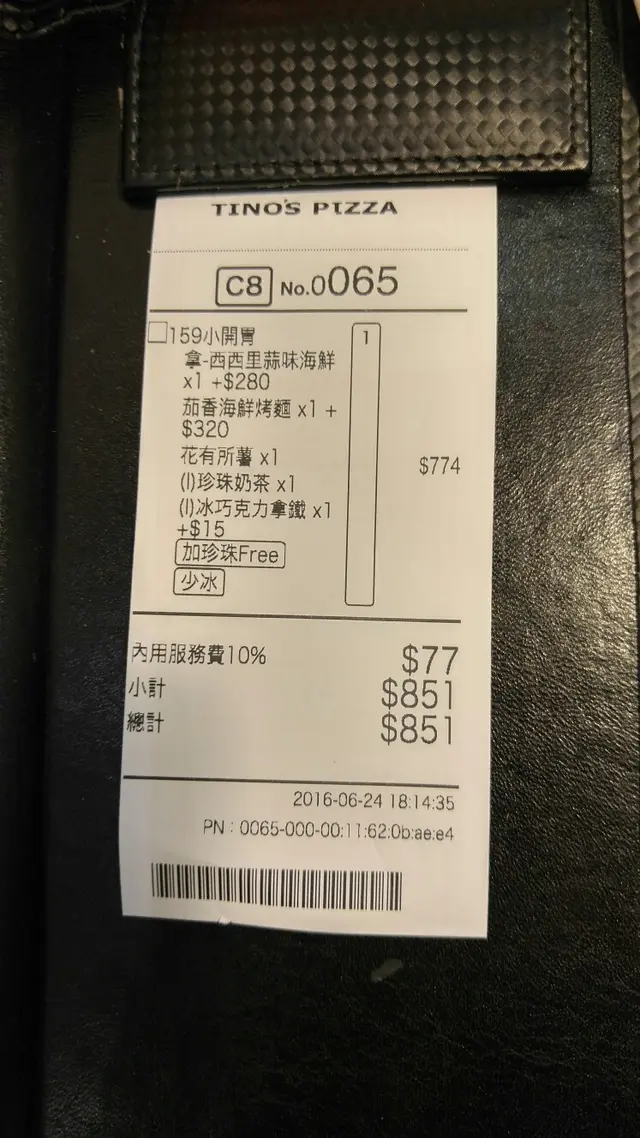 TINO'S PIZZA
C8 No.0065
159小開胃 1
拿-西西里蒜味海鮮
x1 +$280
茄香海鮮烤麵 x1 +
$320
花有所薯 x1
$774
(I)珍珠奶茶 x1
(I)冰巧克力拿鐵 x1
+$15
加珍珠Free
少冰
內用服務費10% $77
小計 $851
總計 $851
2016-06-24 18:14:35
PN：0065-000-00:11:62:0b:ae:e4